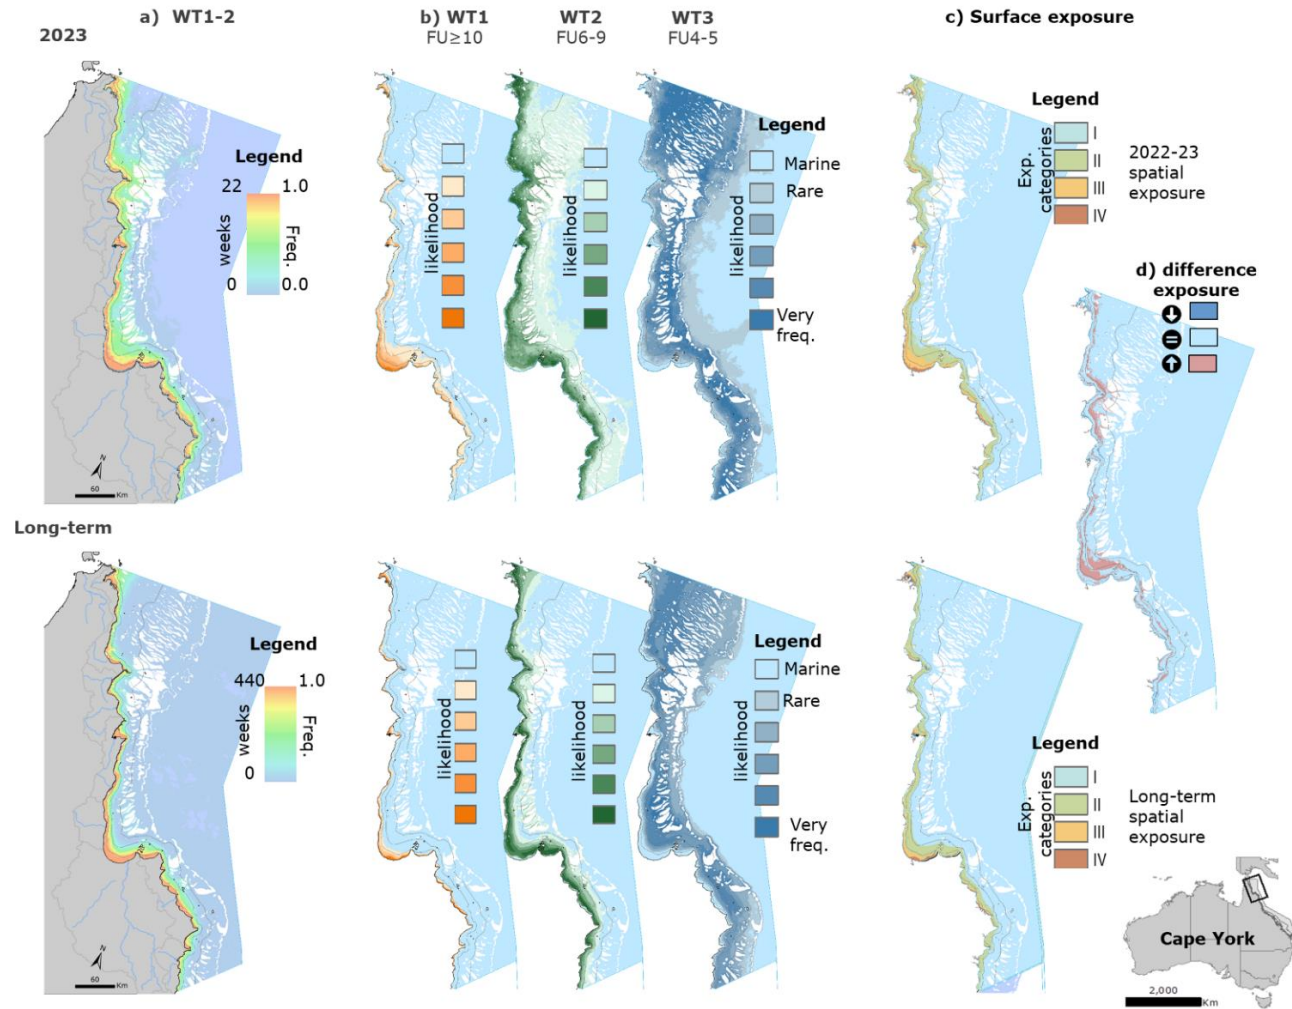 a) WT1-2
b) WT1
FU≥10
WT2
FU6-9
WT3
FU4-5
c) Surface exposure
2023
Legend
22
1.0
weeks
Freq.
0
0.0
N
60
Km
likelihood
likelihood
Legend
Marine
Rare
likelihood
Very
freq.
Legend
Exp.
categories
I
II
III
IV
2022-23
spatial
exposure
d) difference
exposure
=
Long-term
Legend
440
1.0
weeks
Freq.
0
0.0
N
60
Km
likelihood
likelihood
Legend
Marine
Rare
likelihood
Very
freq.
Legend
Exp.
categories
I
II
III
IV
Long-term
spatial
exposure
Cape York
2,000
Km